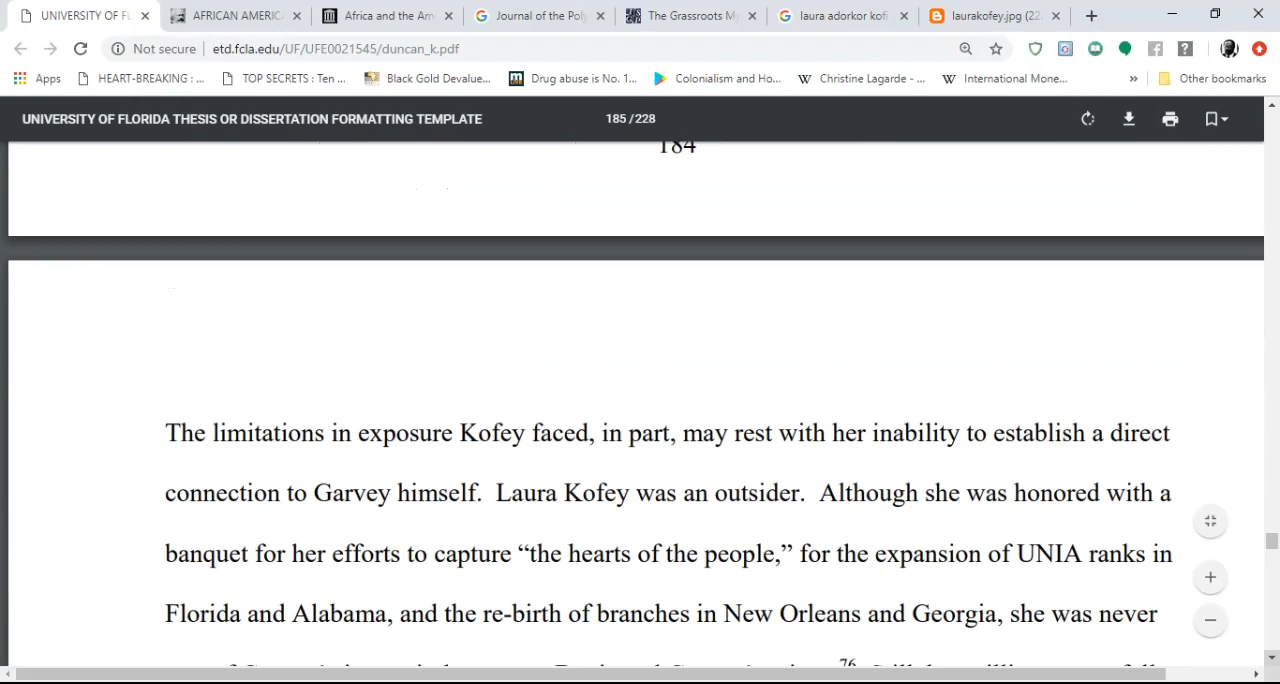 UNIVERSITY OF FL
AFRICAN AMERIC
Africa and the Am
Journal of the Pol
The Grassroots M
laura adorkor kofi
laurakofey.jpg (22
Not secure | etd.fcla.edu/UF/UFE0021545/duncan_k.pdf
Apps
HEART-BREAKING : ...
TOP SECRETS : Ten ...
Black Gold Devalue...
Drug abuse is No. 1...
Colonialism and Ho...
Christine Lagarde - ...
International Mone...
»
Other bookmarks
UNIVERSITY OF FLORIDA THESIS OR DISSERTATION FORMATTING TEMPLATE
185 / 228
184
The limitations in exposure Kofey faced, in part, may rest with her inability to establish a direct
connection to Garvey himself.  Laura Kofey was an outsider.  Although she was honored with a
banquet for her efforts to capture “the hearts of the people,” for the expansion of UNIA ranks in
Florida and Alabama, and the re-birth of branches in New Orleans and Georgia, she was never
76